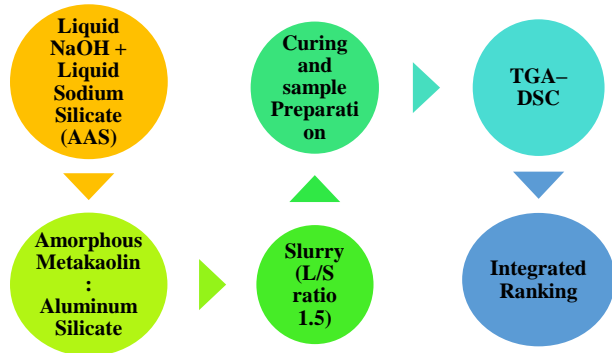 Liquid
NaOH +
Liquid
Sodium
Silicate
(AAS)
Amorphous
Metakaolin
:
Aluminum
Silicate
Slurry
(L/S
ratio
1.5)
Curing
and
sample
Preparati
on
TGA–
DSC
Integrated
Ranking